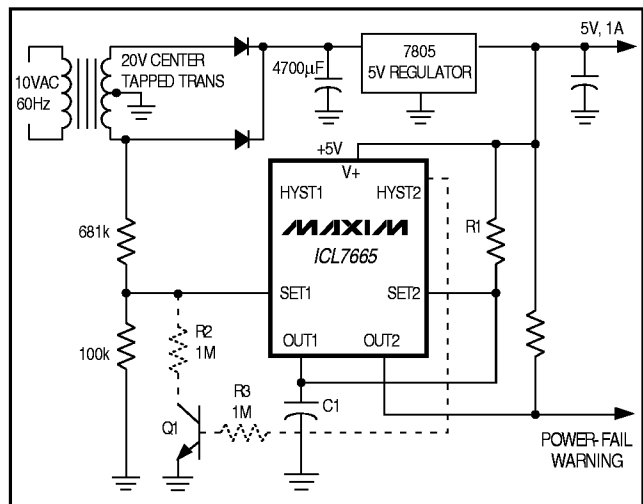 5V, 1A
7805
5V REGULATOR
20V CENTER
TAPPED TRANS
4700µF
10VAC
60Hz
+5V
V+
HYST1
HYST2
MAXIM
ICL7665
R1
681k
SET1
SET2
R2
1M
OUT1
OUT2
100k
R3
1M
C1
Q1
POWER-FAIL
WARNING